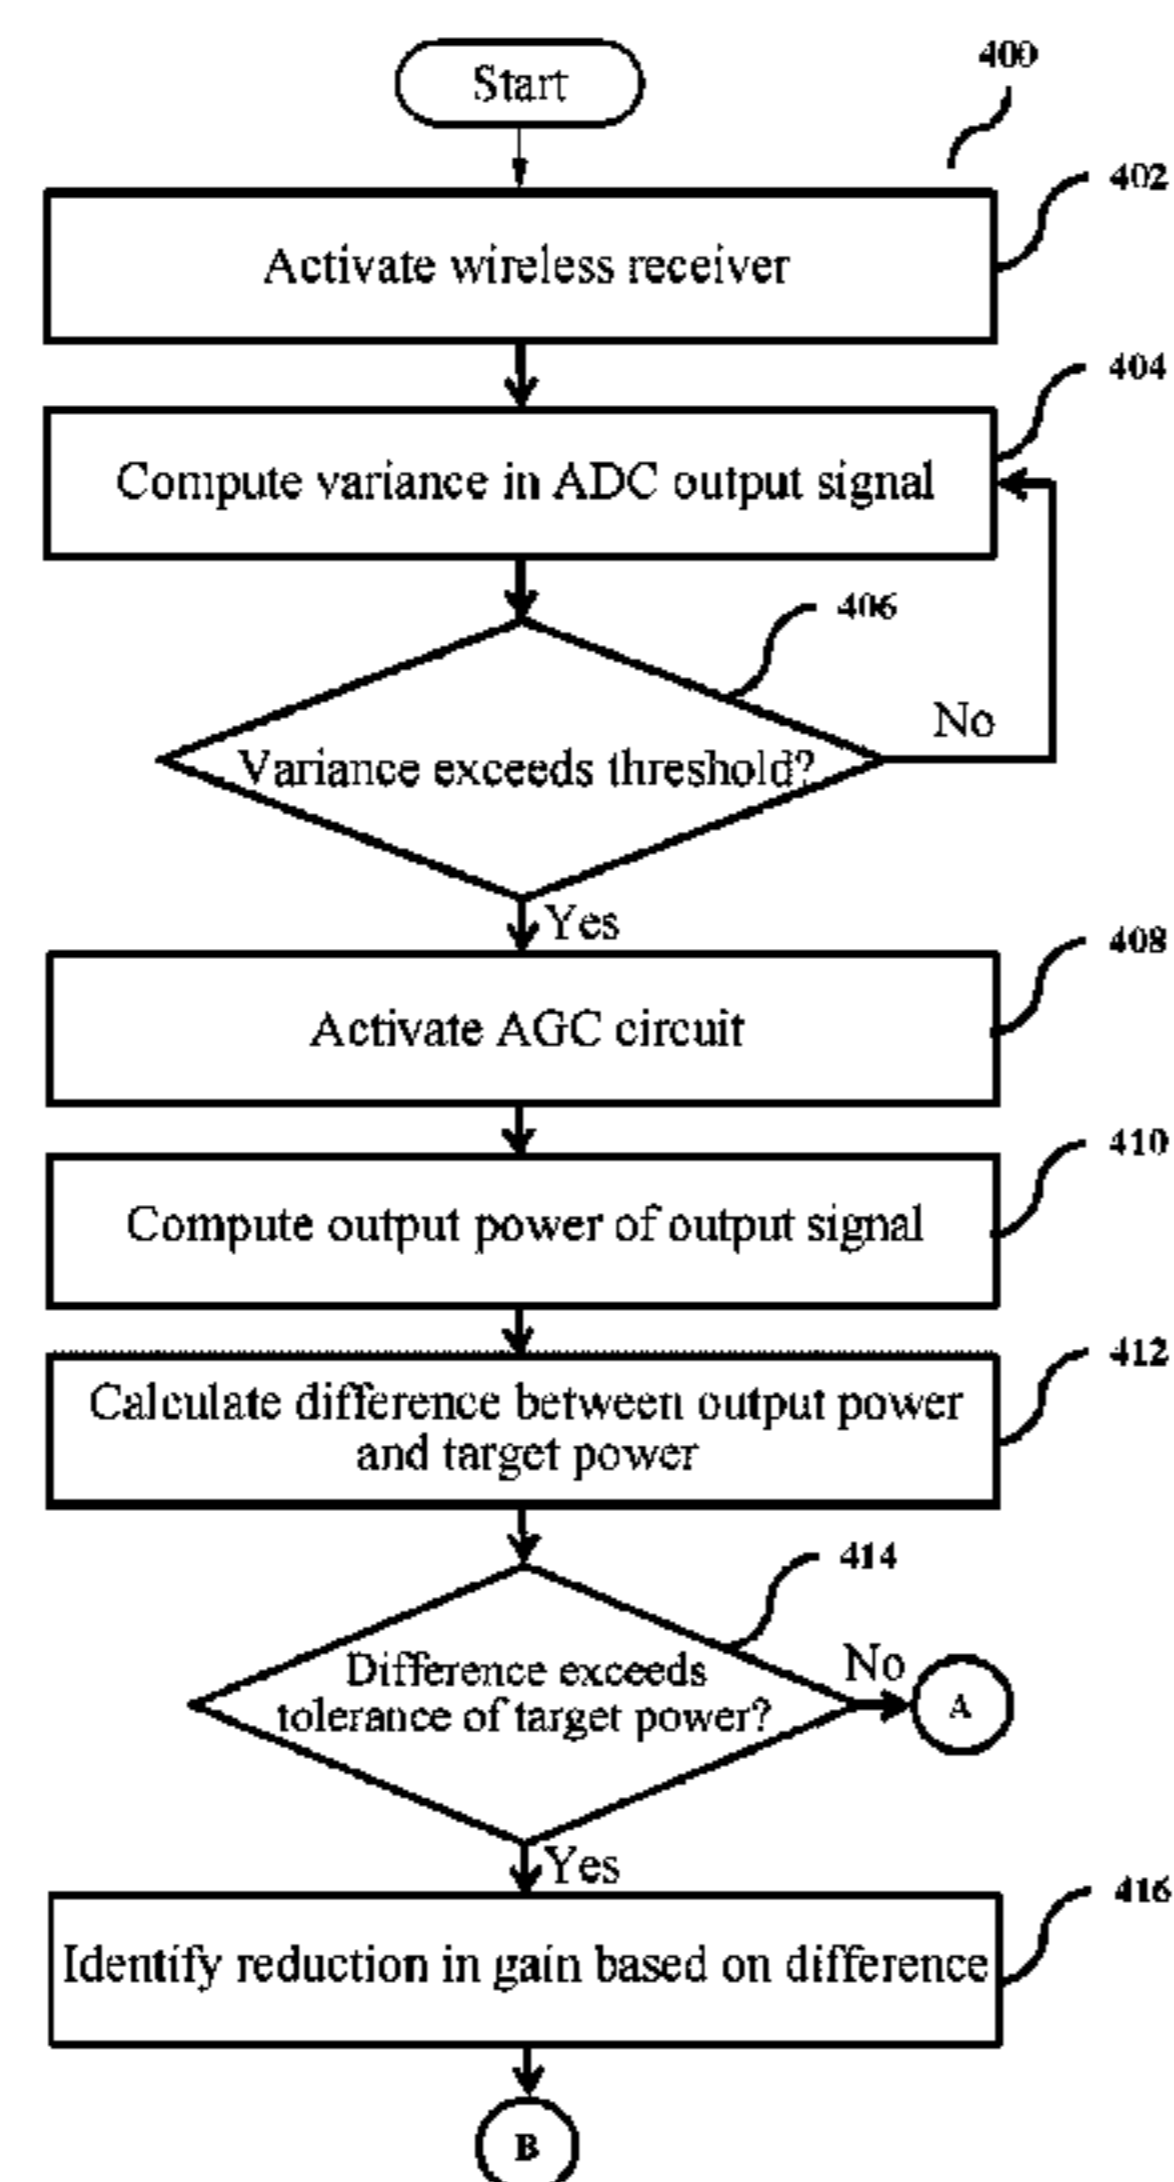 Start
400
402
Activate wireless receiver
404
Compute variance in ADC output signal
406
Variance exceeds threshold?
No
Yes
408
Activate AGC circuit
410
Compute output power of output signal
412
Calculate difference between output power
and target power
414
Difference exceeds
tolerance of target power?
No
A
Yes
416
Identify reduction in gain based on difference
B